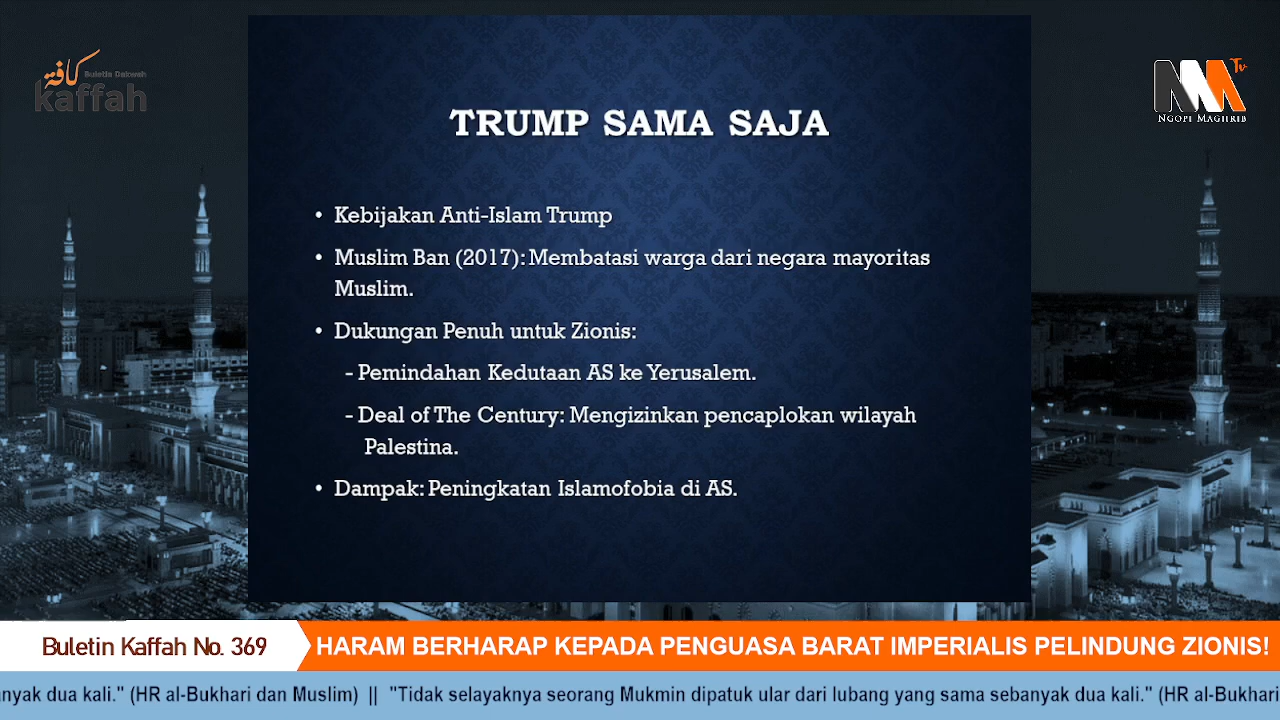 كافة
Buletin Dakwah
kaffah
Tv
NGOPI MAGHRIB
TRUMP SAMA SAJA
• Kebijakan Anti-Islam Trump
• Muslim Ban (2017): Membatasi warga dari negara mayoritas
Muslim.
• Dukungan Penuh untuk Zionis:
- Pemindahan Kedutaan AS ke Yerusalem.
- Deal of The Century: Mengizinkan pencaplokan wilayah
Palestina.
• Dampak: Peningkatan Islamofobia di AS.
Buletin Kaffah No. 369
HARAM BERHARAP KEPADA PENGUASA BARAT IMPERIALIS PELINDUNG ZIONIS!
nyak dua kali." (HR al-Bukhari dan Muslim) || "Tidak selayaknya seorang Mukmin dipatuk ular dari lubang yang sama sebanyak dua kali." (HR al-Bukhari